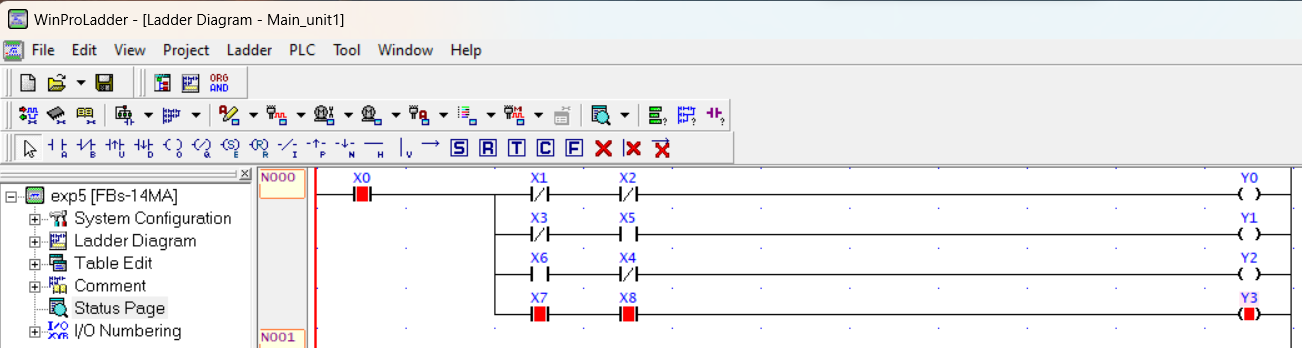 WinProLadder - [Ladder Diagram - Main_unit1]
File Edit View Project Ladder PLC Tool Window Help
ORG
AND
A B U D O Q E R I P N H V S R T C F
exp5 [FBs-14MA]
System Configuration
Ladder Diagram
Table Edit
Comment
Status Page
I/O Numbering
N000
X0 X1 X2 Y0
X3 X5 Y1
X6 X4 Y2
X7 X8 Y3
N001